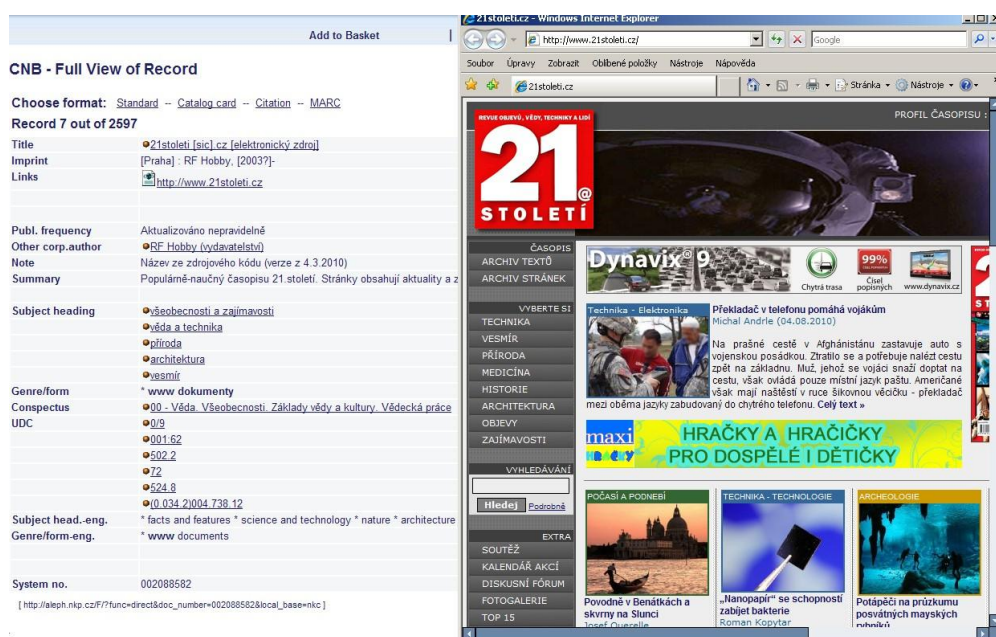 Add to Basket |
CNB - Full View of Record
Choose format: Standard -- Catalog card -- Citation -- MARC
Record 7 out of 2597
Title 21stoleti [sic].cz [elektronický zdroj]
Imprint [Praha] : RF Hobby, [2003?]-
Links http://www.21stoleti.cz
Publ. frequency Aktualizováno nepravidelně
Other corp.author RF Hobby (vydavatelství)
Note Název ze zdrojového kódu (verze z 4.3.2010)
Summary Populárně-naučný časopisu 21.století. Stránky obsahují aktuality a z
Subject heading všeobecnosti a zajímavosti
věda a technika
příroda
architektura
vesmír
Genre/form * www dokumenty
Conspectus 00 - Věda. Všeobecnosti. Základy vědy a kultury. Vědecká práce
UDC 0/9
001:62
502.2
72
524.8
(0.034.2)004.738.12
Subject head.-eng. * facts and features * science and technology * nature * architecture
Genre/form-eng. * www documents
System no. 002088582
[ http://aleph.nkp.cz/F/?func=direct&doc_number=002088582&local_base=nkc ]
21stoleti.cz - Windows Internet Explorer
http://www.21stoleti.cz/
Google
Soubor Úpravy Zobrazit Oblíbené položky Nástroje Nápověda
21stoleti.cz
Stránka
Nástroje
REVUE OBJEVŮ, VĚDY, TECHNIKY A LIDÍ
21
@
STOLETÍ
PROFIL ČASOPISU :
ČASOPIS
ARCHIV TEXTŮ
ARCHIV STRÁNEK
VYBERTE SI
TECHNIKA
VESMÍR
PŘÍRODA
MEDICÍNA
HISTORIE
ARCHITEKTURA
OBJEVY
ZAJÍMAVOSTI
VYHLEDÁVÁNÍ
Hledej Podrobně
EXTRA
SOUTĚŽ
KALENDÁŘ AKCÍ
DISKUSNÍ FÓRUM
FOTOGALERIE
TOP 15
Dynavix® 9
Chytrá trasa
99%
Čísel
popisných
www.dynavix.cz
Technika - Elektronika
Překladač v telefonu pomáhá vojákům
Michal Andrle (04.08.2010)
Na prašné cestě v Afghánistánu zastavuje auto s
vojenskou posádkou. Ztratilo se a potřebuje nalézt cestu
zpět na základnu. Muž, jehož se vojáci snaží doptat na
cestu, však ovládá pouze místní jazyk paštu. Američané
však mají naštěstí v ruce šikovnou věcičku - překladač
mezi oběma jazyky zabudovaný do chytrého telefonu. Celý text »
maxi
HRAČKY
HRAČKY A HRAČIČKY
PRO DOSPĚLÉ I DĚTIČKY
POČASÍ A PODNEBÍ
Povodně v Benátkách a
skvrny na Slunci
Josef Querelle
TECHNIKA - TECHNOLOGIE
„Nanopapír“ se schopností
zabíjet bakterie
Roman Kopytar
ARCHEOLOGIE
Potápěči na průzkumu
posvátných mayských
rybníků